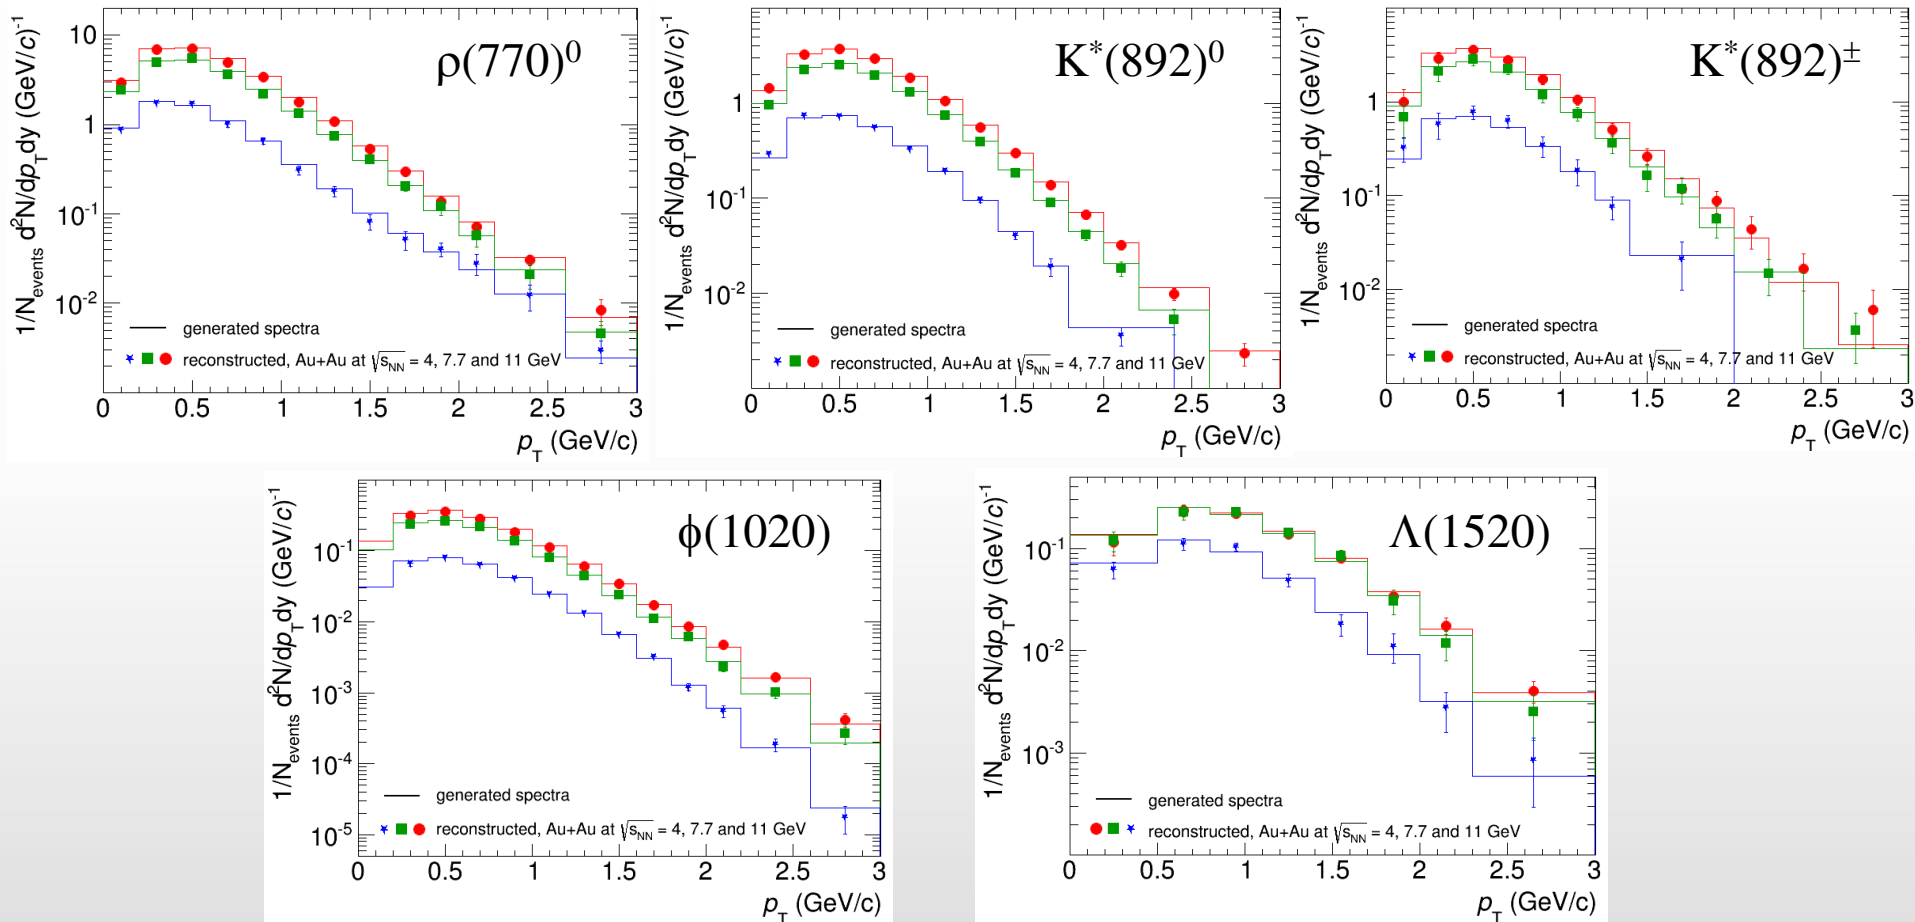 ρ(770)⁰
1/N_events d²N/dp_T dy (GeV/c)⁻¹
10
1
10⁻¹
10⁻²
generated spectra
reconstructed, Au+Au at √s_NN = 4, 7.7 and 11 GeV
0 0.5 1 1.5 2 2.5 3
p_T (GeV/c)
K*(892)⁰
1/N_events d²N/dp_T dy (GeV/c)⁻¹
1
10⁻¹
10⁻²
generated spectra
reconstructed, Au+Au at √s_NN = 4, 7.7 and 11 GeV
0 0.5 1 1.5 2 2.5 3
p_T (GeV/c)
K*(892)±
1/N_events d²N/dp_T dy (GeV/c)⁻¹
1
10⁻¹
10⁻²
generated spectra
reconstructed, Au+Au at √s_NN = 4, 7.7 and 11 GeV
0 0.5 1 1.5 2 2.5 3
p_T (GeV/c)
ϕ(1020)
1/N_events d²N/dp_T dy (GeV/c)⁻¹
10⁻¹
10⁻²
10⁻³
10⁻⁴
10⁻⁵
generated spectra
reconstructed, Au+Au at √s_NN = 4, 7.7 and 11 GeV
0 0.5 1 1.5 2 2.5 3
p_T (GeV/c)
Λ(1520)
1/N_events d²N/dp_T dy (GeV/c)⁻¹
10⁻¹
10⁻²
10⁻³
generated spectra
reconstructed, Au+Au at √s_NN = 4, 7.7 and 11 GeV
0 0.5 1 1.5 2 2.5 3
p_T (GeV/c)